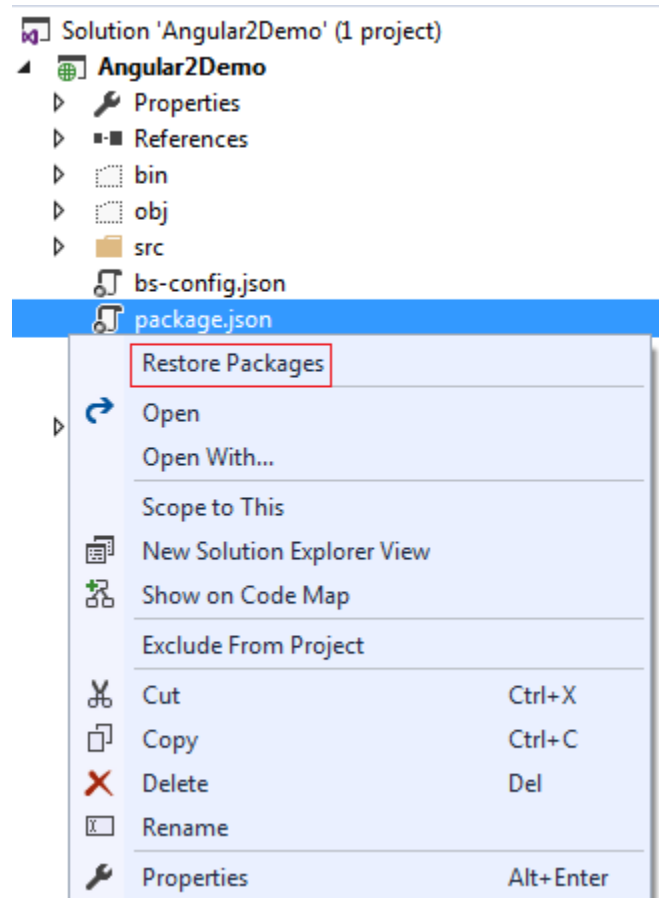 Solution 'Angular2Demo' (1 project)
Angular2Demo
Properties
References
bin
obj
src
bs-config.json
package.json
Restore Packages
Open
Open With...
Scope to This
New Solution Explorer View
Show on Code Map
Exclude From Project
Cut Ctrl+X
Copy Ctrl+C
Delete Del
Rename
Properties Alt+Enter